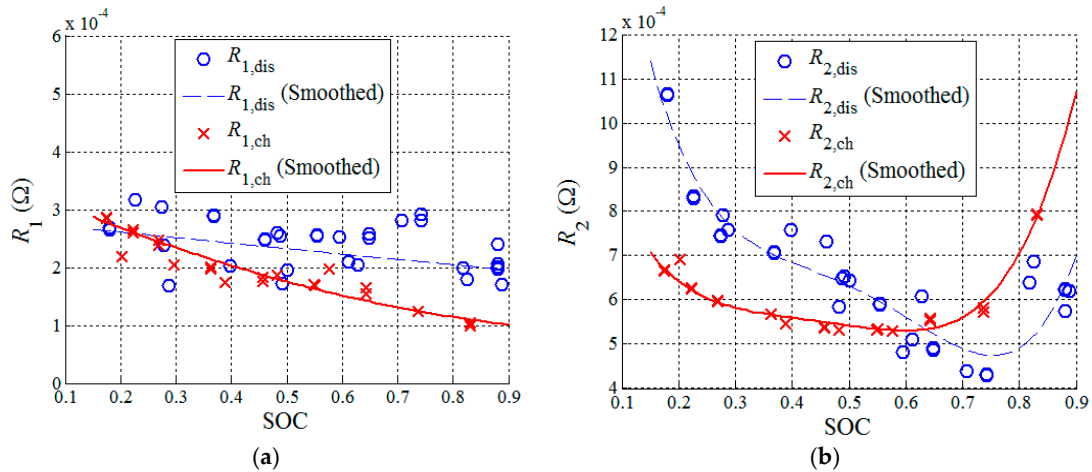 x 10⁻⁴
6
5
4
3
2
1
0
R₁ (Ω)
R₁,dis
R₁,dis (Smoothed)
R₁,ch
R₁,ch (Smoothed)
0.1 0.2 0.3 0.4 0.5 0.6 0.7 0.8 0.9
SOC
(a)
x 10⁻⁴
12
11
10
9
8
7
6
5
4
R₂ (Ω)
R₂,dis
R₂,dis (Smoothed)
R₂,ch
R₂,ch (Smoothed)
0.1 0.2 0.3 0.4 0.5 0.6 0.7 0.8 0.9
SOC
(b)